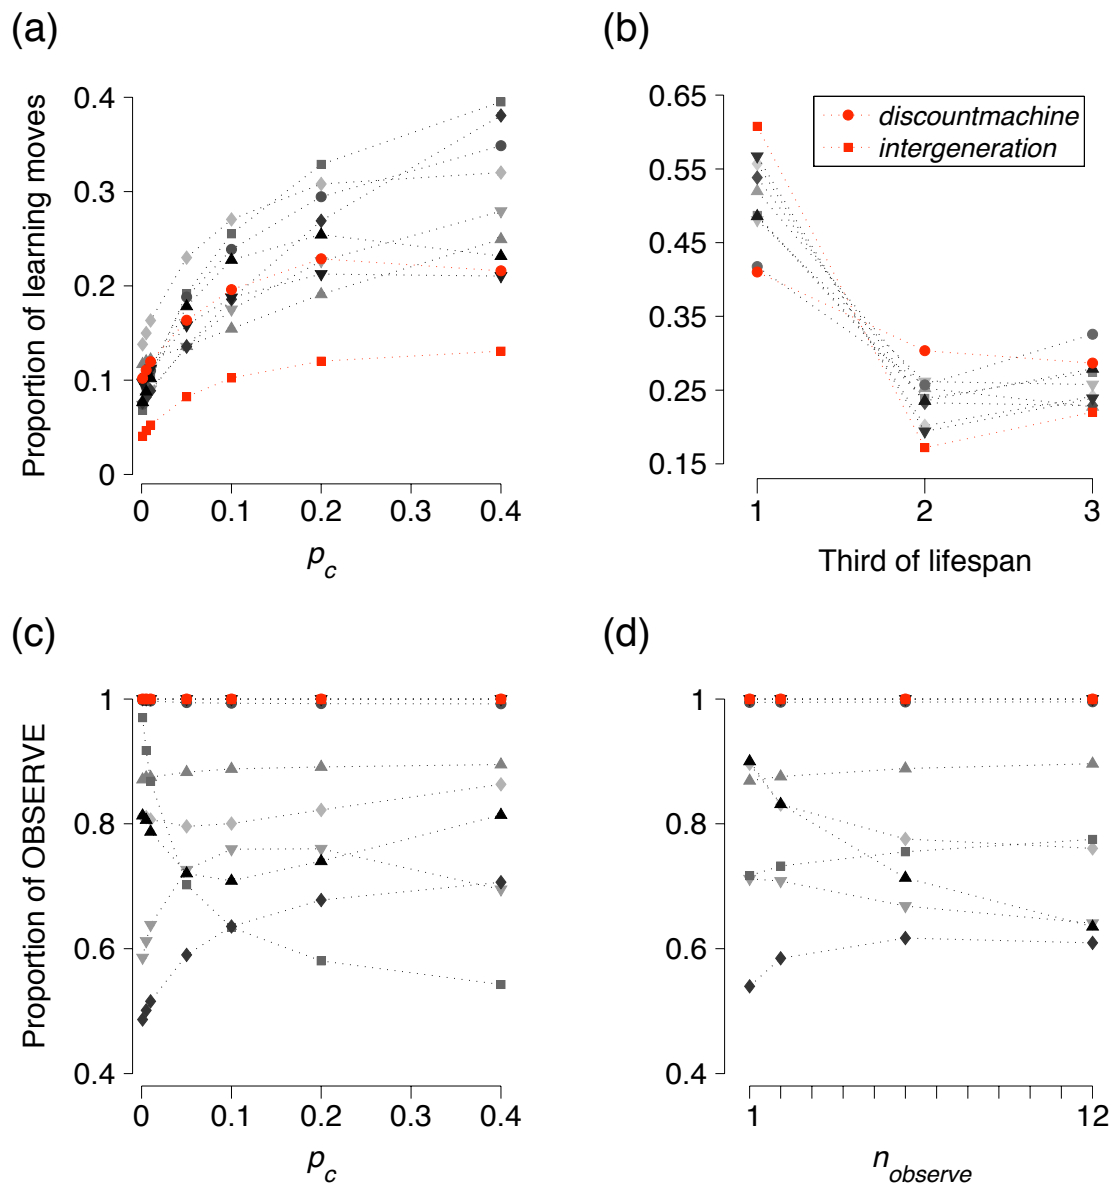 (a)
Proportion of learning moves
0.4
0.3
0.2
0.1
0
0 0.1 0.2 0.3 0.4
p_c
(b)
0.65
0.55
0.45
0.35
0.25
0.15
discountmachine
intergeneration
1 2 3
Third of lifespan
(c)
Proportion of OBSERVE
1
0.8
0.6
0.4
0 0.1 0.2 0.3 0.4
p_c
(d)
1
0.8
0.6
0.4
1 12
n_observe